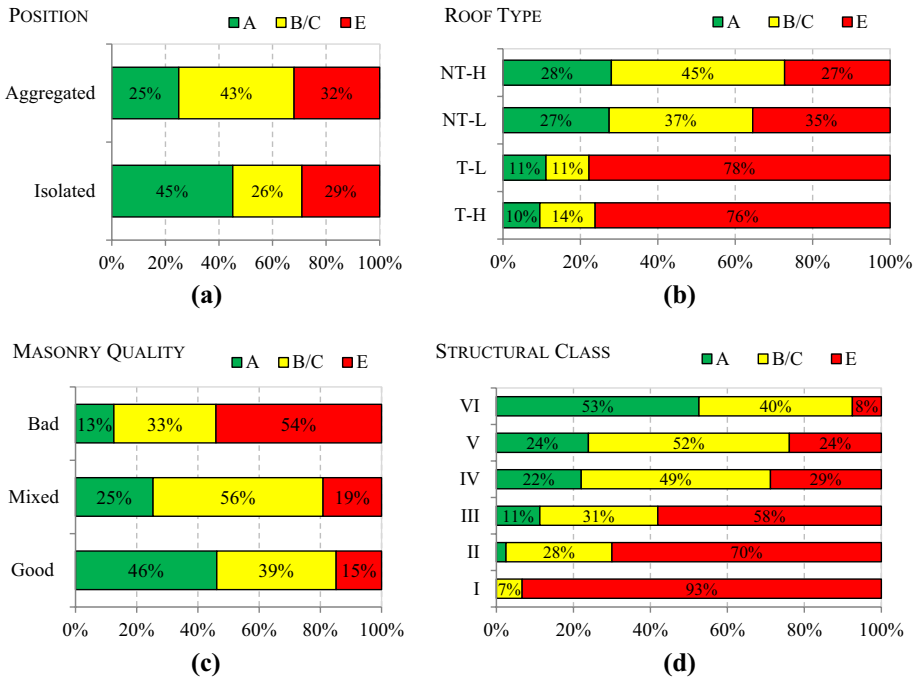 POSITION
A B/C E
Aggregated
25% 43% 32%
Isolated
45% 26% 29%
0% 20% 40% 60% 80% 100%
(a)
ROOF TYPE
A B/C E
NT-H
28% 45% 27%
NT-L
27% 37% 35%
T-L
11% 11% 78%
T-H
10% 14% 76%
0% 20% 40% 60% 80% 100%
(b)
MASONRY QUALITY
A B/C E
Bad
13% 33% 54%
Mixed
25% 56% 19%
Good
46% 39% 15%
0% 20% 40% 60% 80% 100%
(c)
STRUCTURAL CLASS
A B/C E
VI
53% 40% 8%
V
24% 52% 24%
IV
22% 49% 29%
III
11% 31% 58%
II
28% 70%
I
7% 93%
0% 20% 40% 60% 80% 100%
(d)